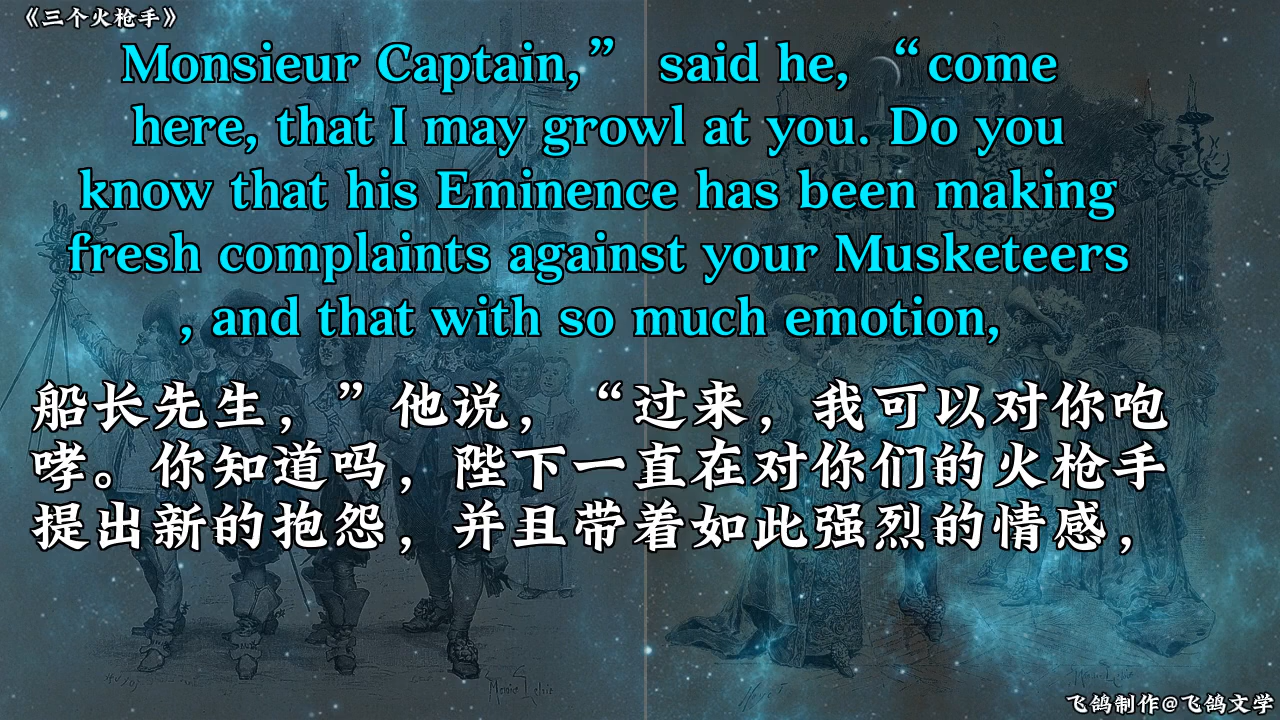 《三个火枪手》
Monsieur Captain,” said he, “come
here, that I may growl at you. Do you
know that his Eminence has been making
fresh complaints against your Musketeers
, and that with so much emotion,
船长先生，”他说，“过来，我可以对你咆
哮。你知道吗，陛下一直在对你们的火枪手
提出新的抱怨，并且带着如此强烈的情感，
飞鸽制作@飞鸽文学